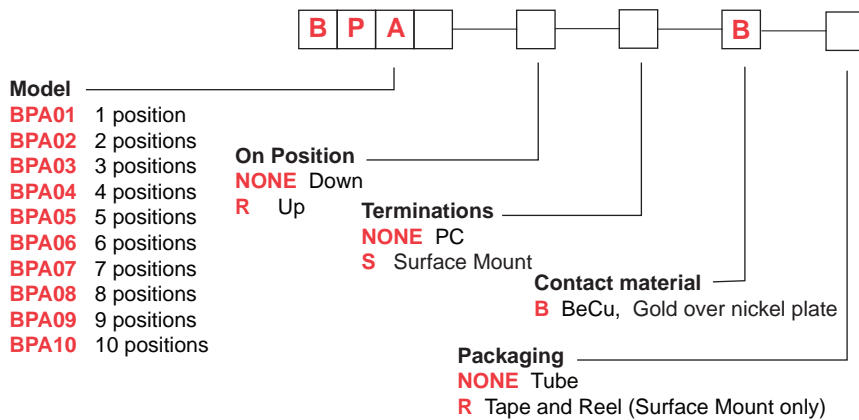 B P A B
Model
BPA01 1 position
BPA02 2 positions
BPA03 3 positions
BPA04 4 positions
BPA05 5 positions
BPA06 6 positions
BPA07 7 positions
BPA08 8 positions
BPA09 9 positions
BPA10 10 positions
On Position
NONE Down
R Up
Terminations
NONE PC
S Surface Mount
Contact material
B BeCu, Gold over nickel plate
Packaging
NONE Tube
R Tape and Reel (Surface Mount only)